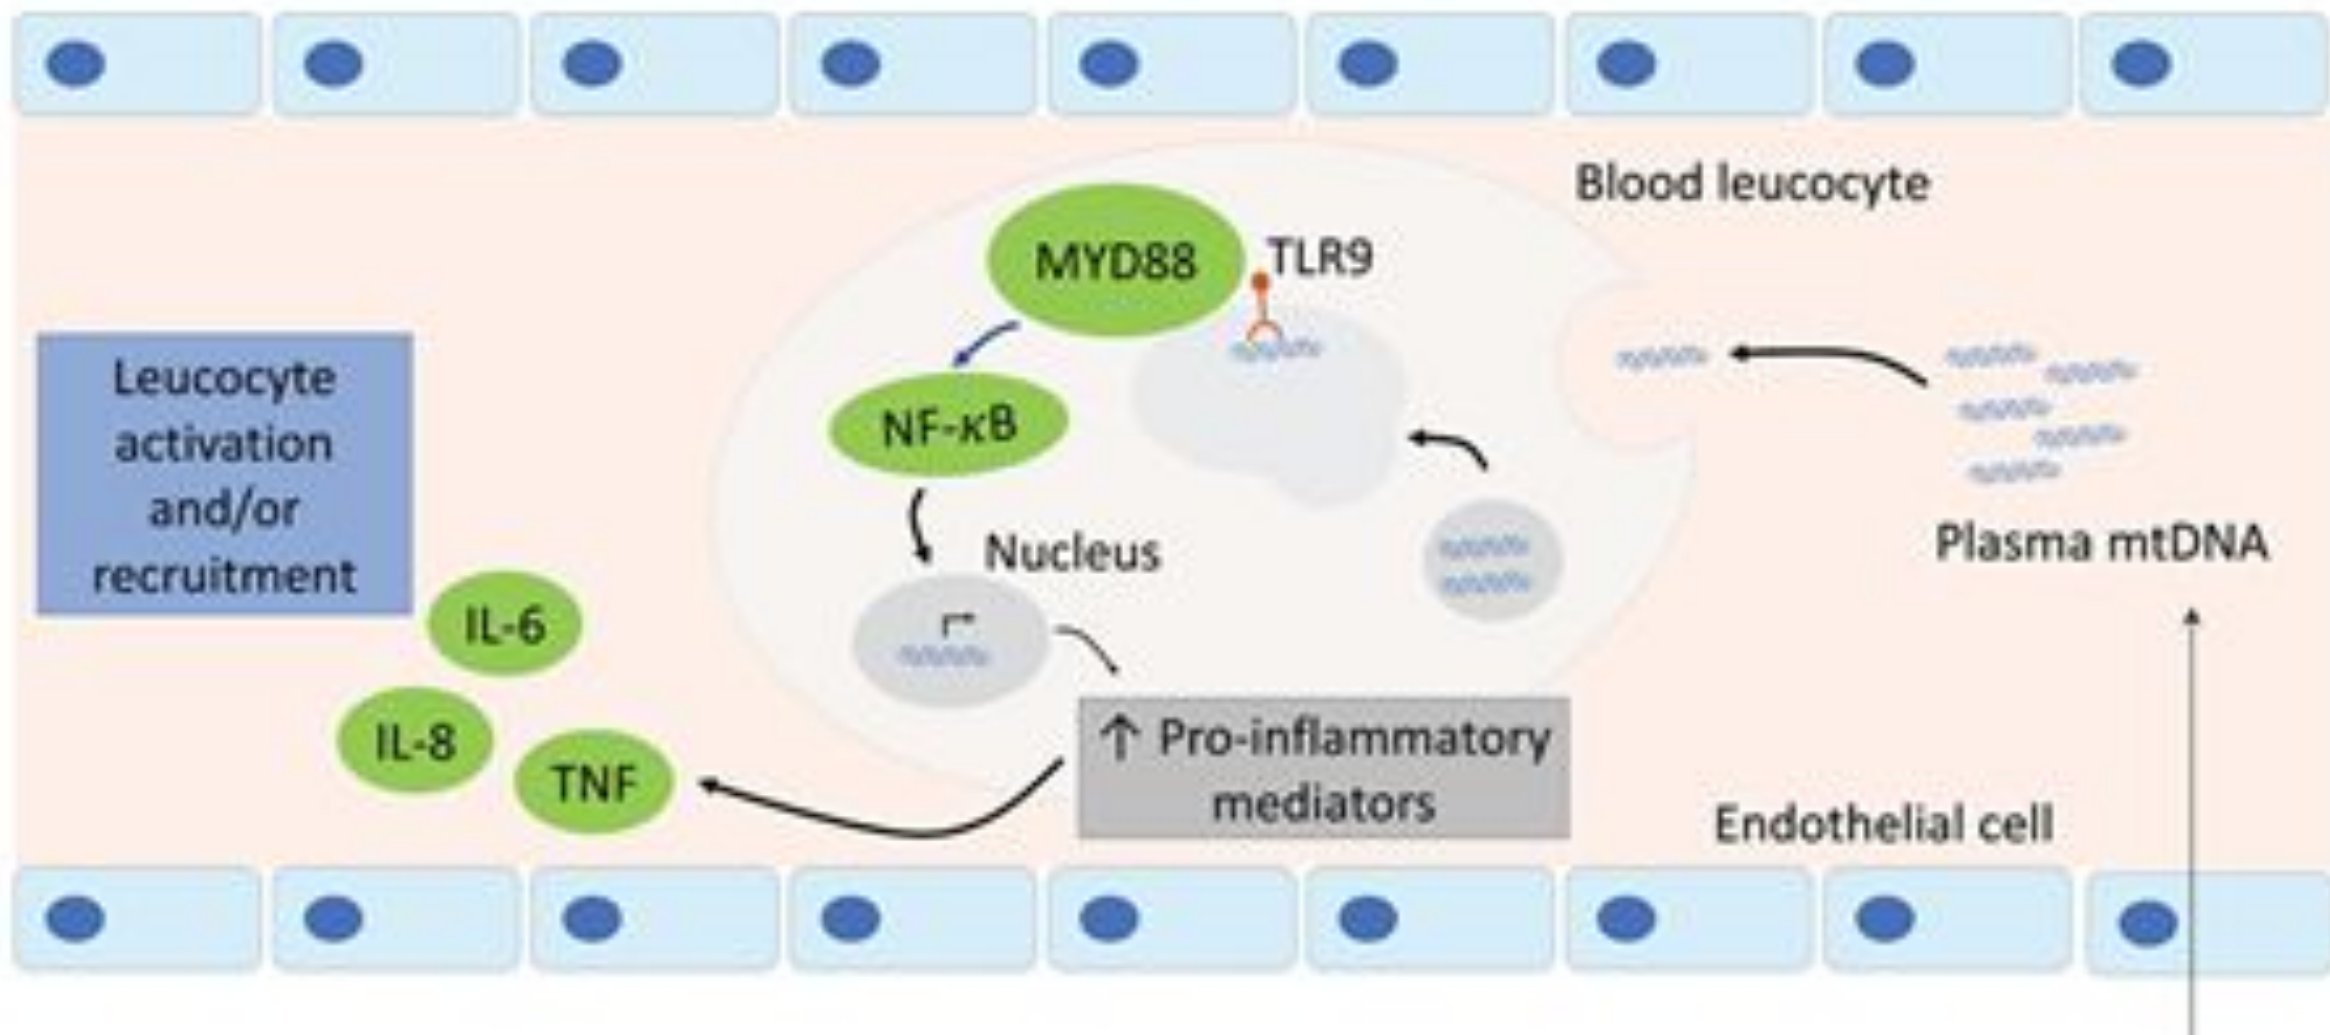 Blood leucocyte
MYD88
TLR9
Leucocyte
activation
and/or
recruitment
NF-κB
Plasma mtDNA
Nucleus
IL-6
IL-8
TNF
↑ Pro-inflammatory
mediators
Endothelial cell